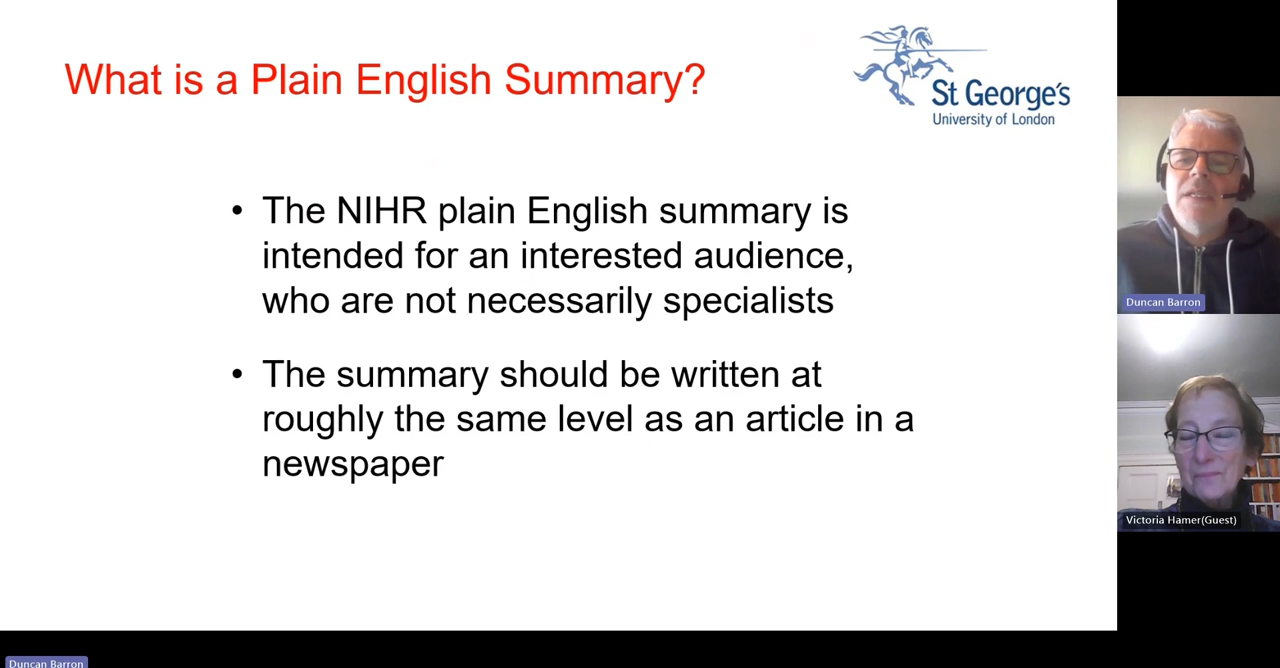 What is a Plain English Summary?
St George's
University of London
• The NIHR plain English summary is
intended for an interested audience,
who are not necessarily specialists
• The summary should be written at
roughly the same level as an article in a
newspaper
Duncan Barron
Victoria Hamer(Guest)
Duncan Barron